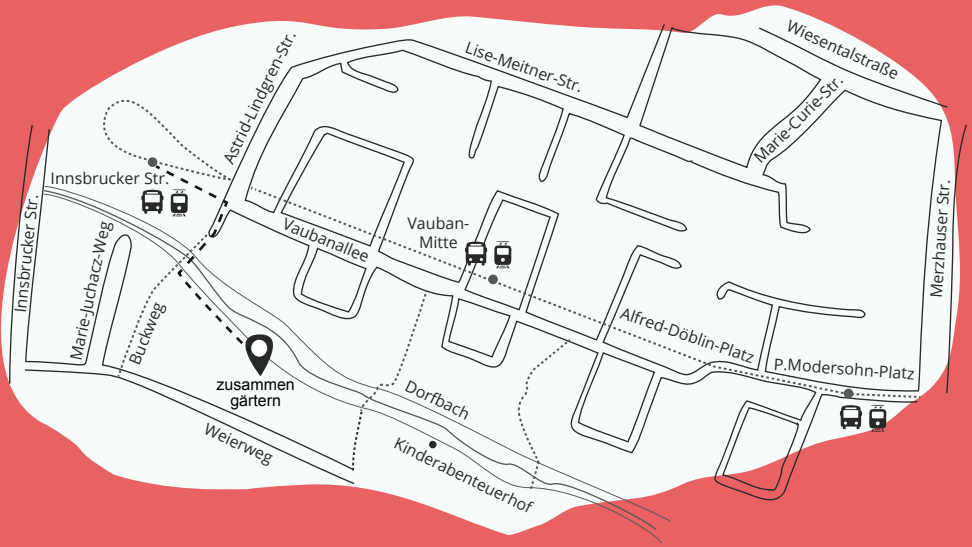 Wiesentalstraße
Lise-Meitner-Str.
Astrid-Lindgren-Str.
Marie-Curie-Str.
Innsbrucker Str.
Innsbrucker Str.
Merzhauser Str.
Vauban-
Mitte
Vaubanallee
Marie-Juchacz-Weg
Buckweg
Alfred-Döblin-Platz
P.Modersohn-Platz
zusammen
gärtern
Dorfbach
Weierweg
Kinderabenteuerhof